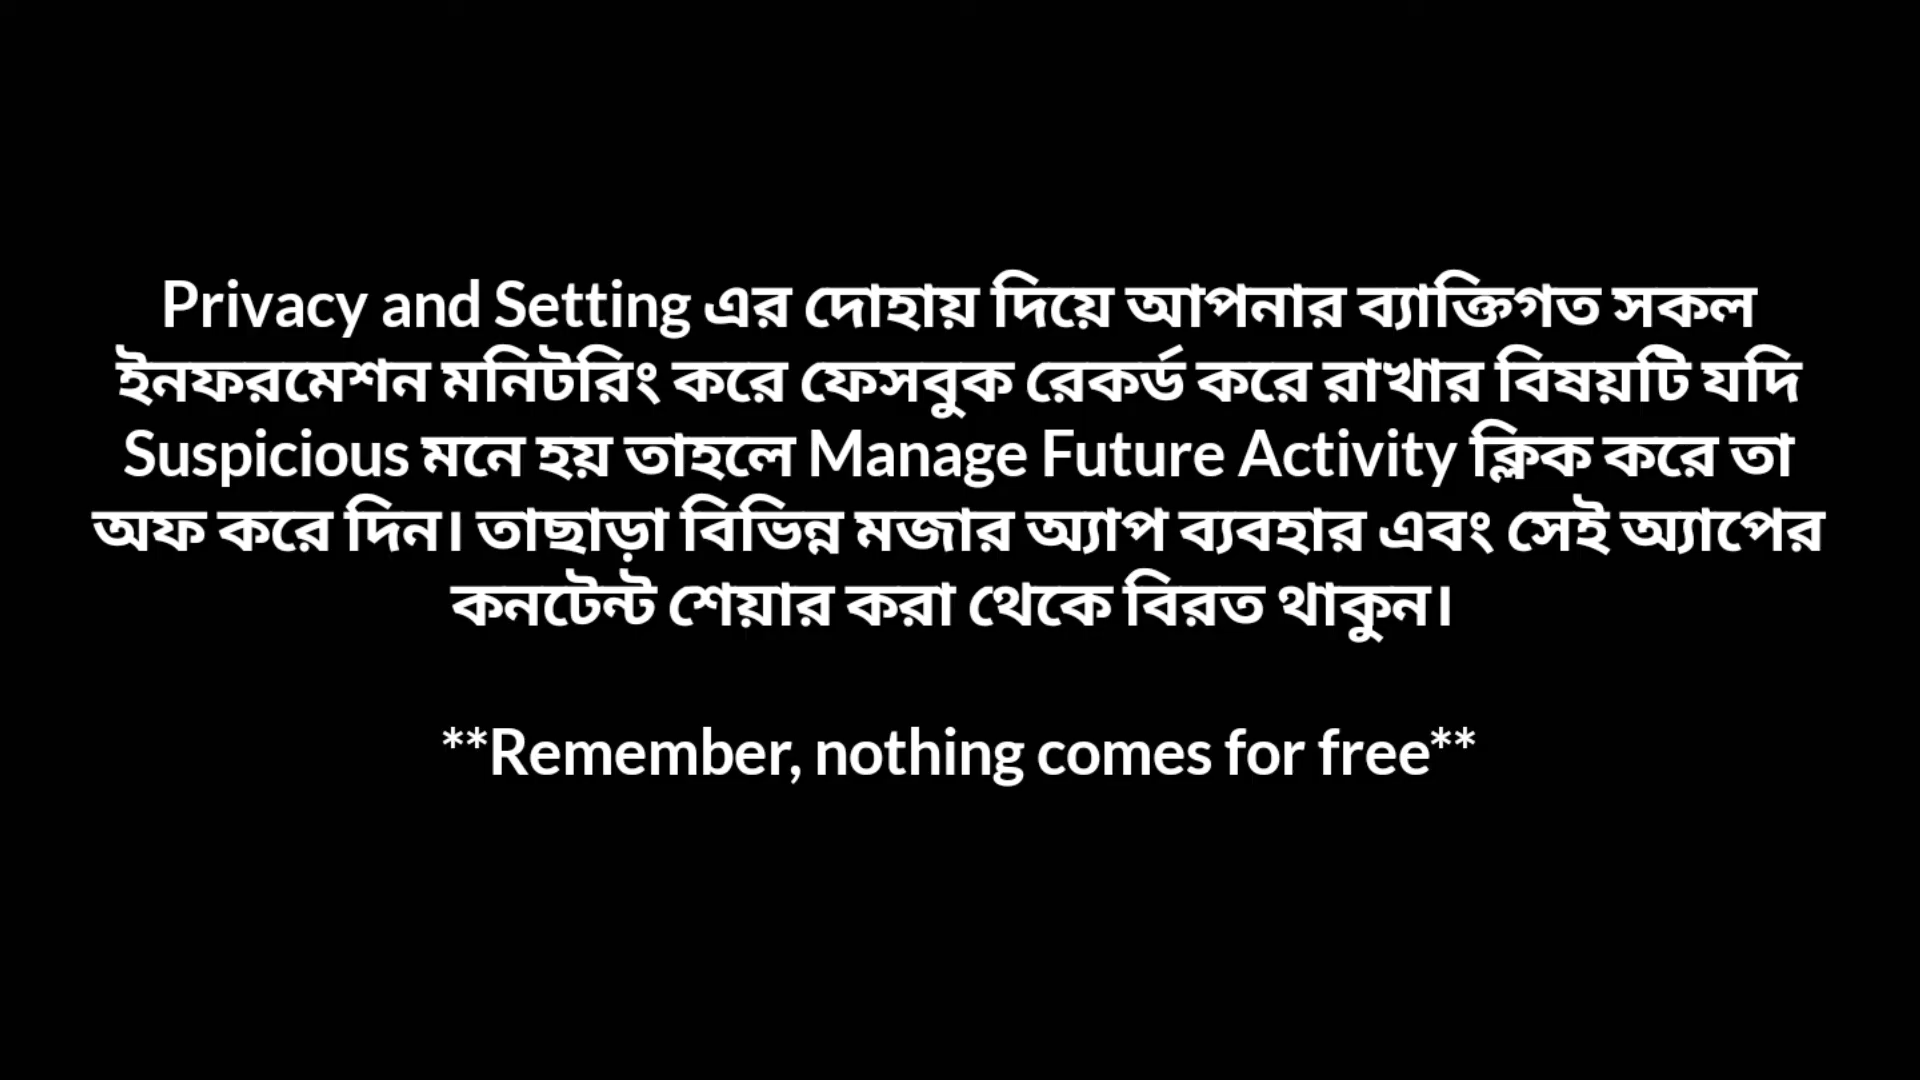 Privacy and Setting এর দোহায় দিয়ে আপনার ব্যাক্তিগত সকল
ইনফরমেশন মনিটরিং করে ফেসবুক রেকর্ড করে রাখার বিষয়টি যদি
Suspicious মনে হয় তাহলে Manage Future Activity ক্লিক করে তা
অফ করে দিন। তাছাড়া বিভিন্ন মজার অ্যাপ ব্যবহার এবং সেই অ্যাপের
কনটেন্ট শেয়ার করা থেকে বিরত থাকুন।
**Remember, nothing comes for free**